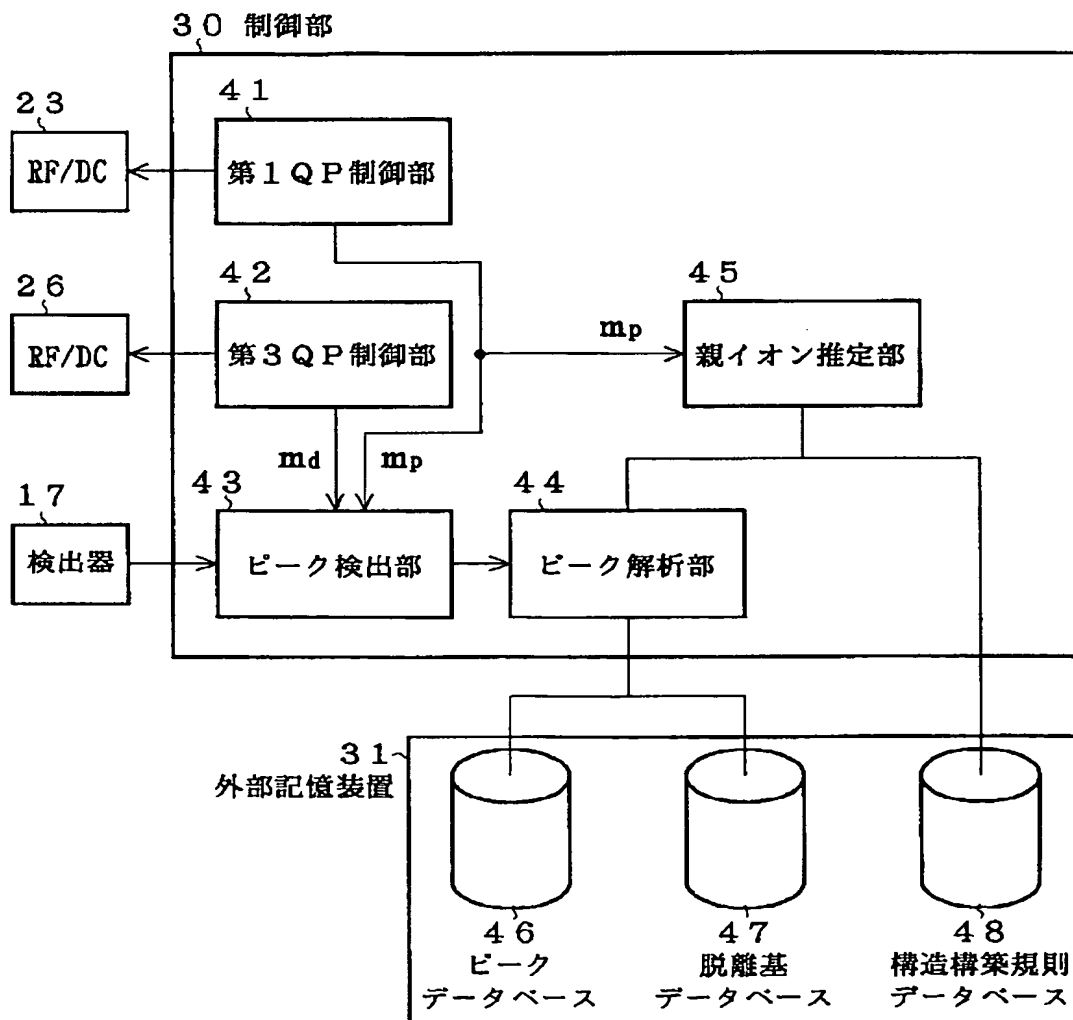 30 制御部
41
23
RF/DC
第1QP制御部
42
45
26
RF/DC
第3QP制御部
mp
親イオン推定部
md
mp
43
44
17
検出器
ピーク検出部
ピーク解析部
31
外部記憶装置
46
ピーク
データベース
47
脱離基
データベース
48
構造構築規則
データベース